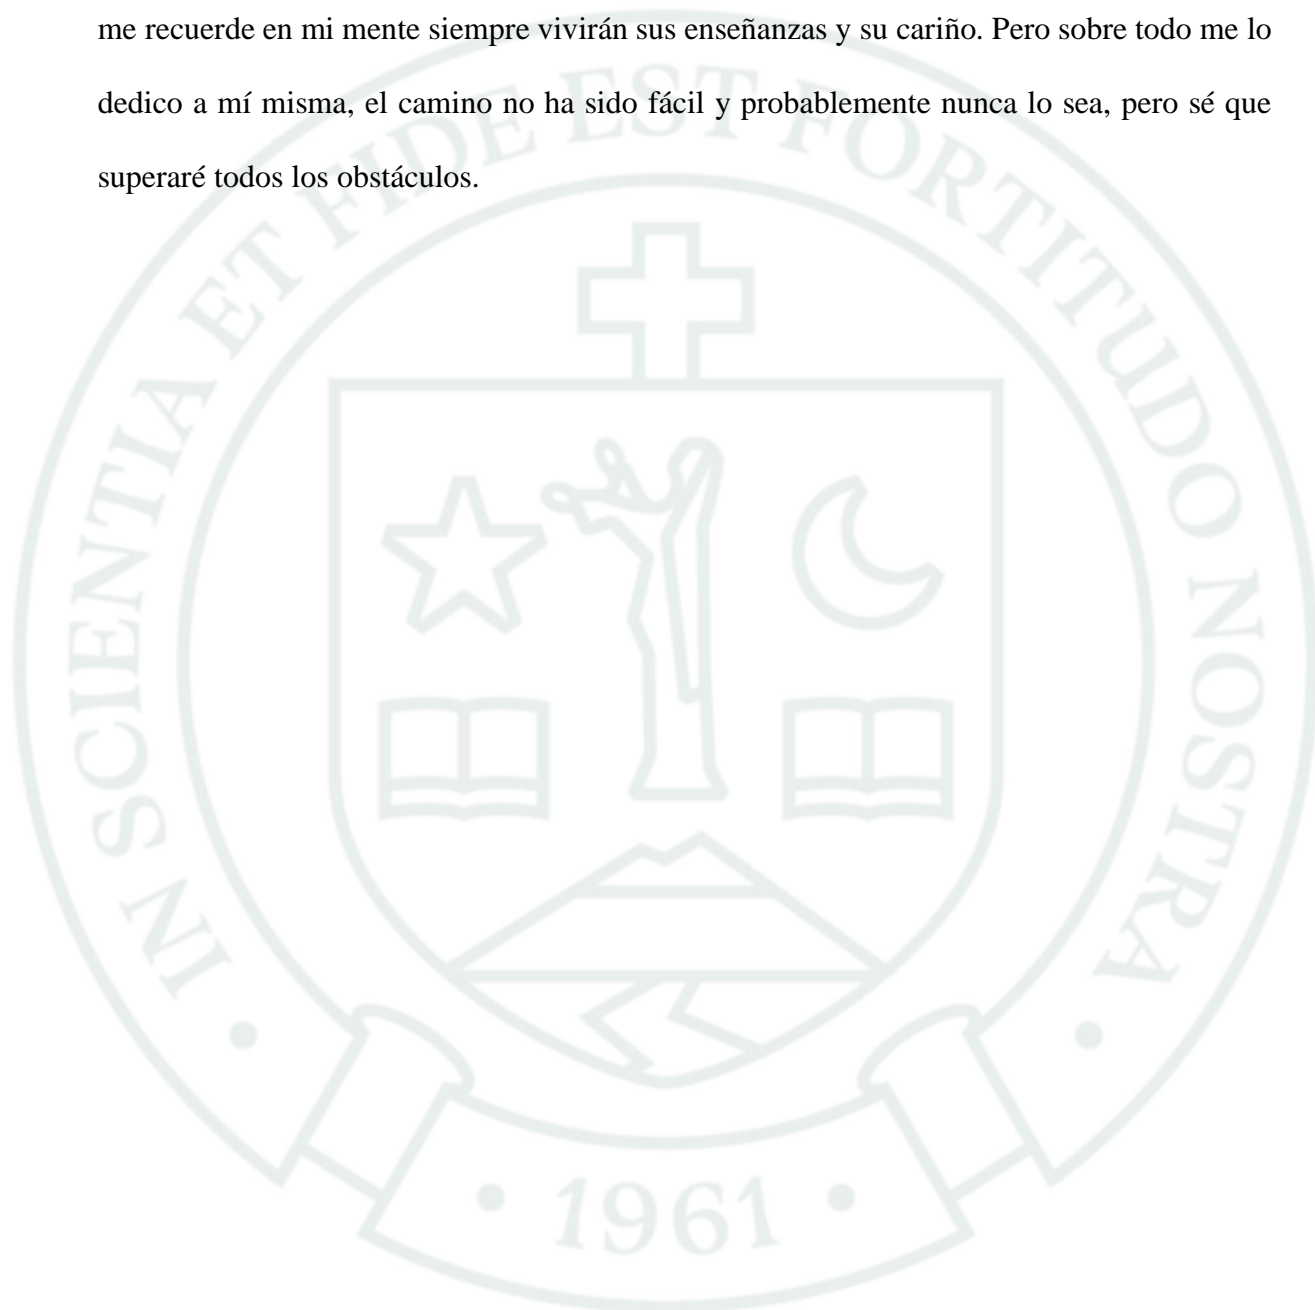 me recuerde en mi mente siempre vivirán sus enseñanzas y su cariño. Pero sobre todo me lo
dedico a mí misma, el camino no ha sido fácil y probablemente nunca lo sea, pero sé que
superaré todos los obstáculos.
• IN SCIENTIA ET FIDE EST FORTITUDO NOSTRA •
• 1961 •